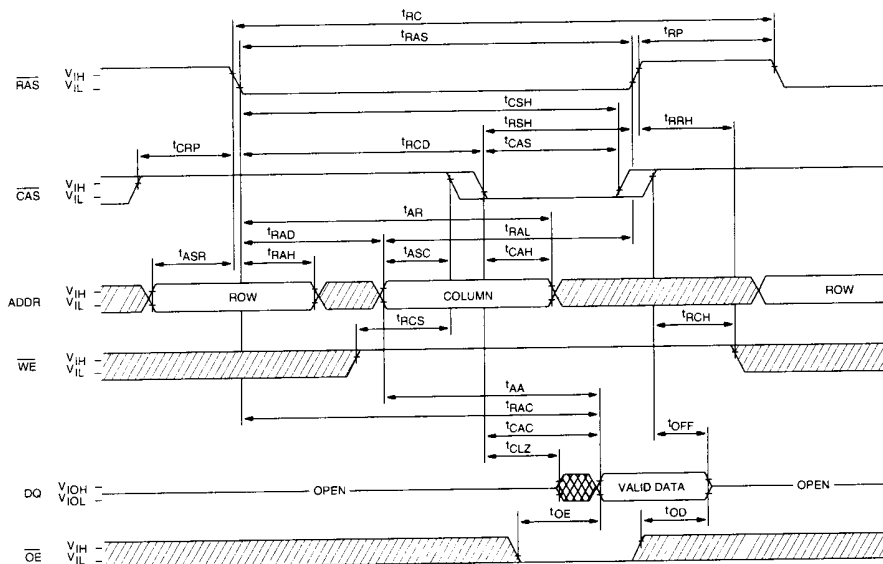 tRC
tRAS
tRP
RAS
VIH
VIL
tCSH
tRSH
tRRH
tCRP
tRCD
tCAS
CAS
VIH
VIL
tAR
tRAD
tRAL
tASR
tRAH
tASC
tCAH
ADDR
VIH
VIL
ROW
COLUMN
ROW
tRCS
tRCH
WE
VIH
VIL
tAA
tRAC
tCAC
tOFF
tCLZ
DQ
VIOH
VIOL
OPEN
VALID DATA
OPEN
tOE
tOD
OE
VIH
VIL